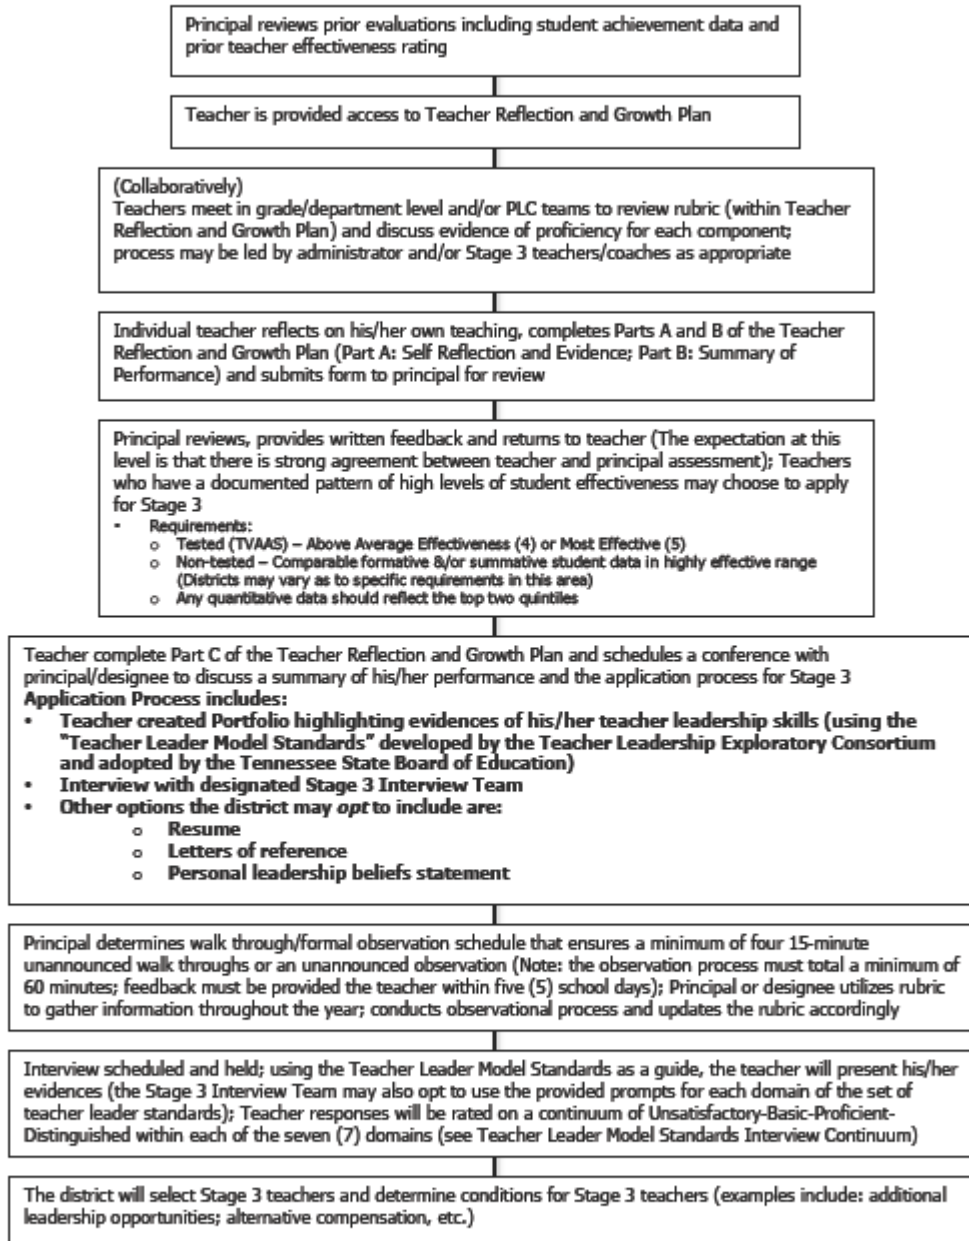 Principal reviews prior evaluations including student achievement data and
prior teacher effectiveness rating
Teacher is provided access to Teacher Reflection and Growth Plan
(Collaboratively)
Teachers meet in grade/department level and/or PLC teams to review rubric (within Teacher
Reflection and Growth Plan) and discuss evidence of proficiency for each component;
process may be led by administrator and/or Stage 3 teachers/coaches as appropriate
Individual teacher reflects on his/her own teaching, completes Parts A and B of the Teacher
Reflection and Growth Plan (Part A: Self Reflection and Evidence; Part B: Summary of
Performance) and submits form to principal for review
Principal reviews, provides written feedback and returns to teacher (The expectation at this
level is that there is strong agreement between teacher and principal assessment); Teachers
who have a documented pattern of high levels of student effectiveness may choose to apply
for Stage 3
- Requirements:
o Tested (TVAAS) – Above Average Effectiveness (4) or Most Effective (5)
o Non-tested – Comparable formative &/or summative student data in highly effective range
(Districts may vary as to specific requirements in this area)
o Any quantitative data should reflect the top two quintiles
Teacher complete Part C of the Teacher Reflection and Growth Plan and schedules a conference with
principal/designee to discuss a summary of his/her performance and the application process for Stage 3
Application Process includes:
• Teacher created Portfolio highlighting evidences of his/her teacher leadership skills (using the
"Teacher Leader Model Standards" developed by the Teacher Leadership Exploratory Consortium
and adopted by the Tennessee State Board of Education)
• Interview with designated Stage 3 Interview Team
• Other options the district may opt to include are:
o Resume
o Letters of reference
o Personal leadership beliefs statement
Principal determines walk through/formal observation schedule that ensures a minimum of four 15-minute
unannounced walk throughs or an unannounced observation (Note: the observation process must total a minimum of
60 minutes; feedback must be provided the teacher within five (5) school days); Principal or designee utilizes rubric
to gather information throughout the year; conducts observational process and updates the rubric accordingly
Interview scheduled and held; using the Teacher Leader Model Standards as a guide, the teacher will present his/her
evidences (the Stage 3 Interview Team may also opt to use the provided prompts for each domain of the set of
teacher leader standards); Teacher responses will be rated on a continuum of Unsatisfactory-Basic-Proficient-
Distinguished within each of the seven (7) domains (see Teacher Leader Model Standards Interview Continuum)
The district will select Stage 3 teachers and determine conditions for Stage 3 teachers (examples include: additional
leadership opportunities; alternative compensation, etc.)